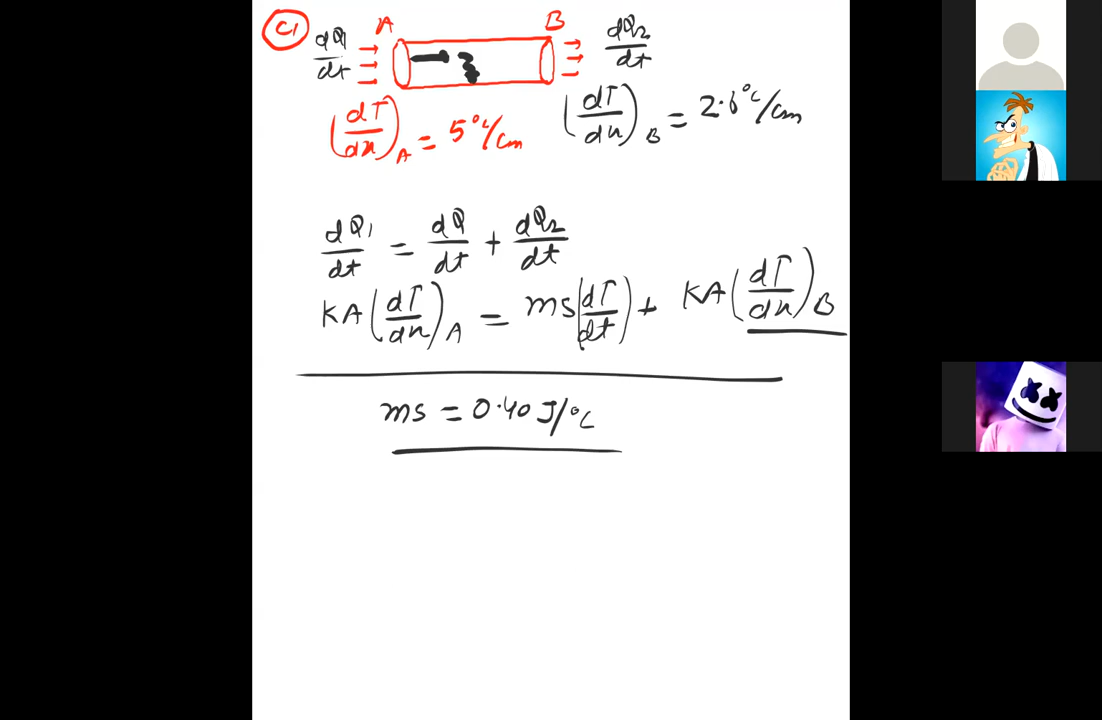 C1 A B
dQ1/dt dQ2/dt
(dT/dx)A = 5°C/cm (dT/dx)B = 2.6°C/cm
dQ1/dt = dQ/dt + dQ2/dt
KA(dT/dx)A = ms(dT/dt) + KA(dT/dx)B
ms = 0.40 J/°C